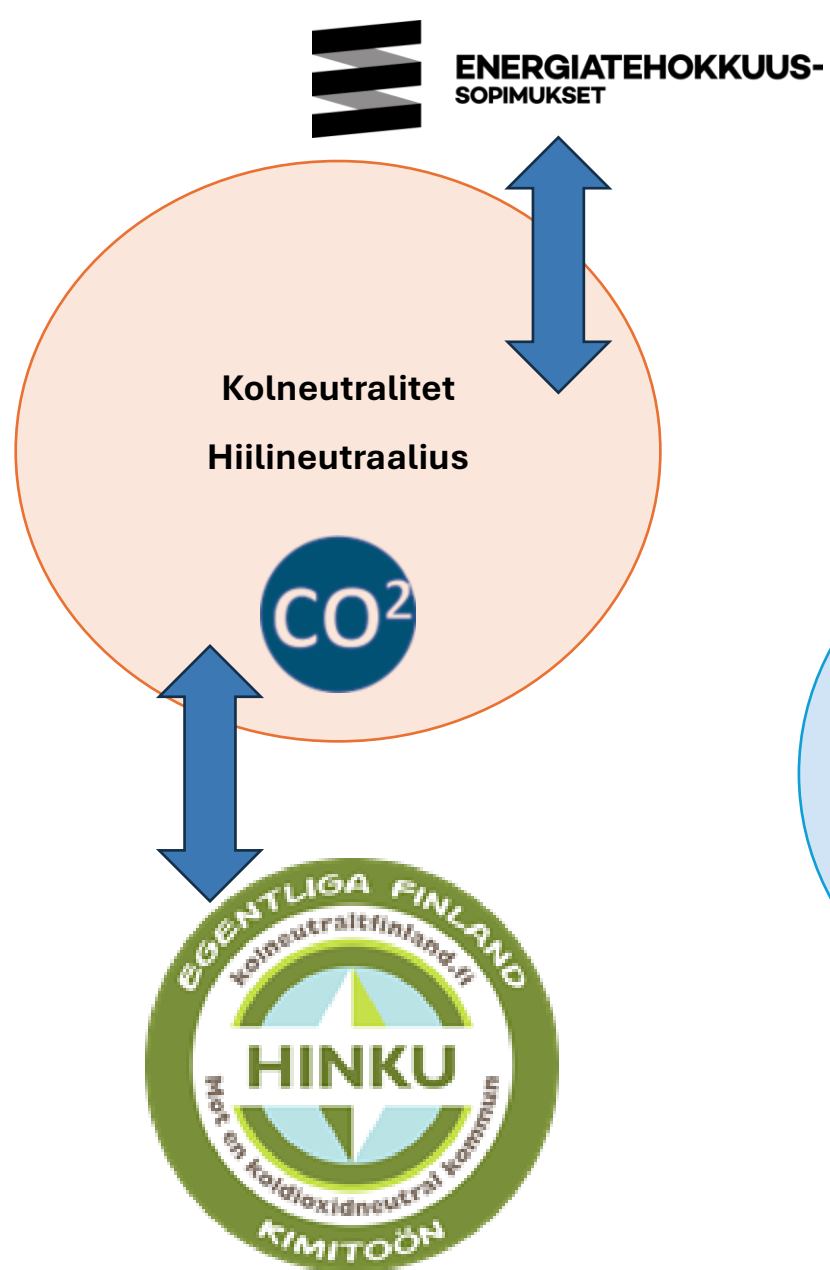 ENERGIATEHOKKUUS-
SOPIMUKSET
Kolneutralitet
Hiilineutraalius
CO²
EGENTLIGA FINLAND
kolneutraltfinland.fi
HINKU
Mot en koldioxidneutral kommun
KIMITOÖN